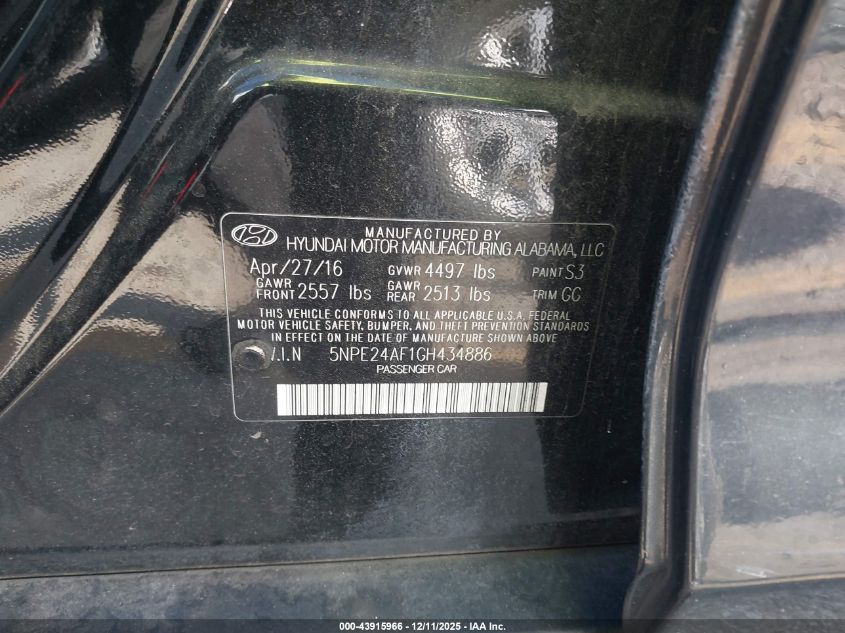 MANUFACTURED BY
HYUNDAI MOTOR MANUFACTURING ALABAMA, LLC
Apr/27/16 GVWR 4497 lbs PAINT S3
GAWR FRONT 2557 lbs GAWR REAR 2513 lbs TRIM GC
THIS VEHICLE CONFORMS TO ALL APPLICABLE U.S.A. FEDERAL
MOTOR VEHICLE SAFETY, BUMPER, AND THEFT PREVENTION STANDARDS
IN EFFECT ON THE DATE OF MANUFACTURE SHOWN ABOVE
/.I.N 5NPE24AF1GH434886
PASSENGER CAR
000-43915966 - 12/11/2025 - IAA Inc.